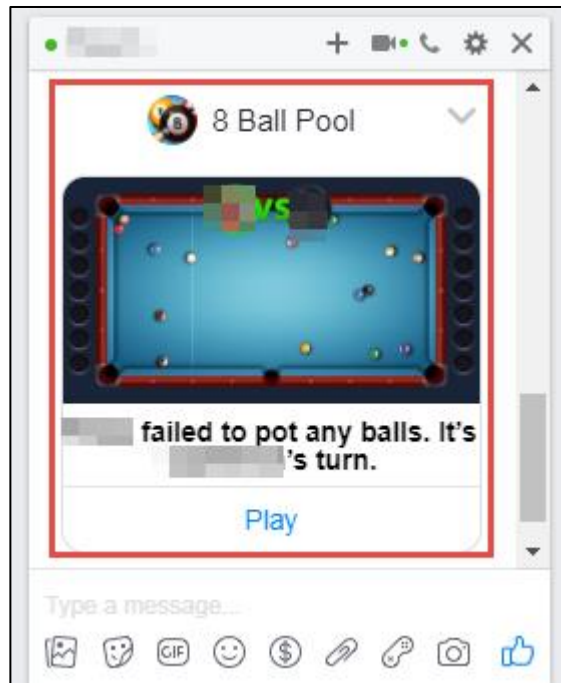 8 Ball Pool
vs
failed to pot any balls. It's
's turn.
Play
Type a message...
GIF
$